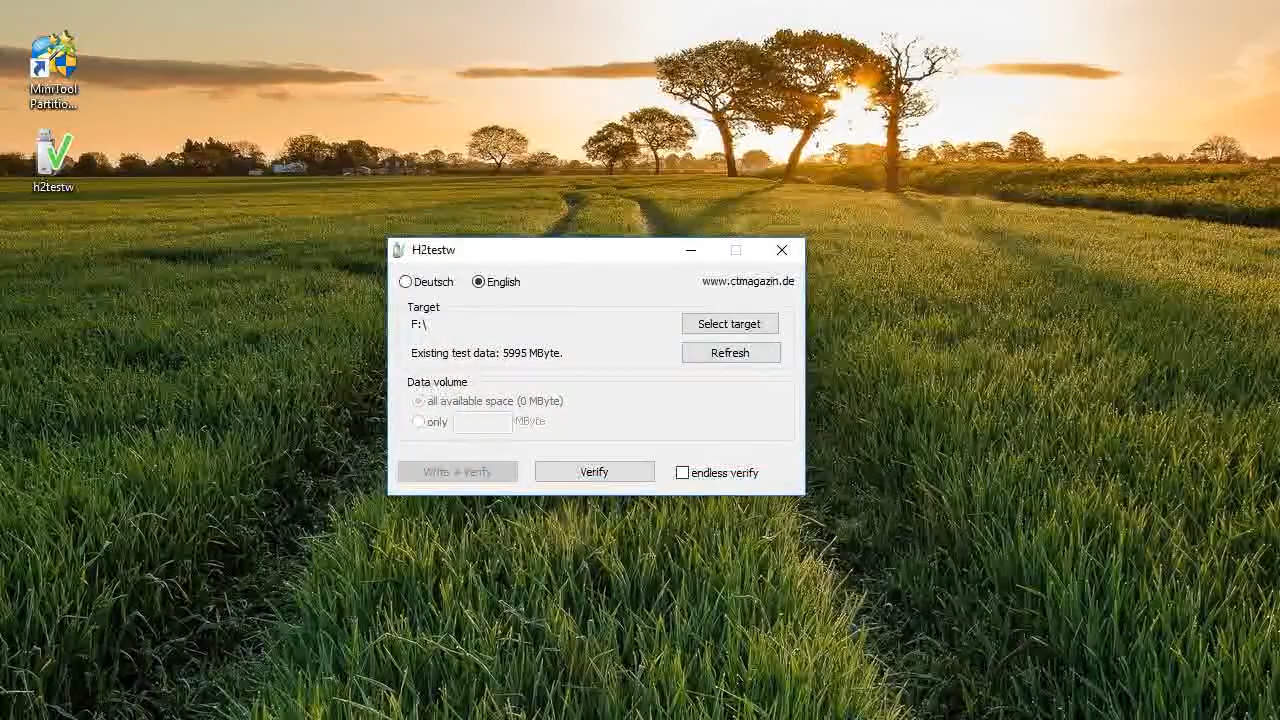 MiniTool
Partitio...
h2testw
H2testw
Deutsch
English
www.ctmagazin.de
Target
F:\
Select target
Existing test data: 5995 MByte.
Refresh
Data volume
all available space (0 MByte)
only
MByte
Write + Verify
Verify
endless verify